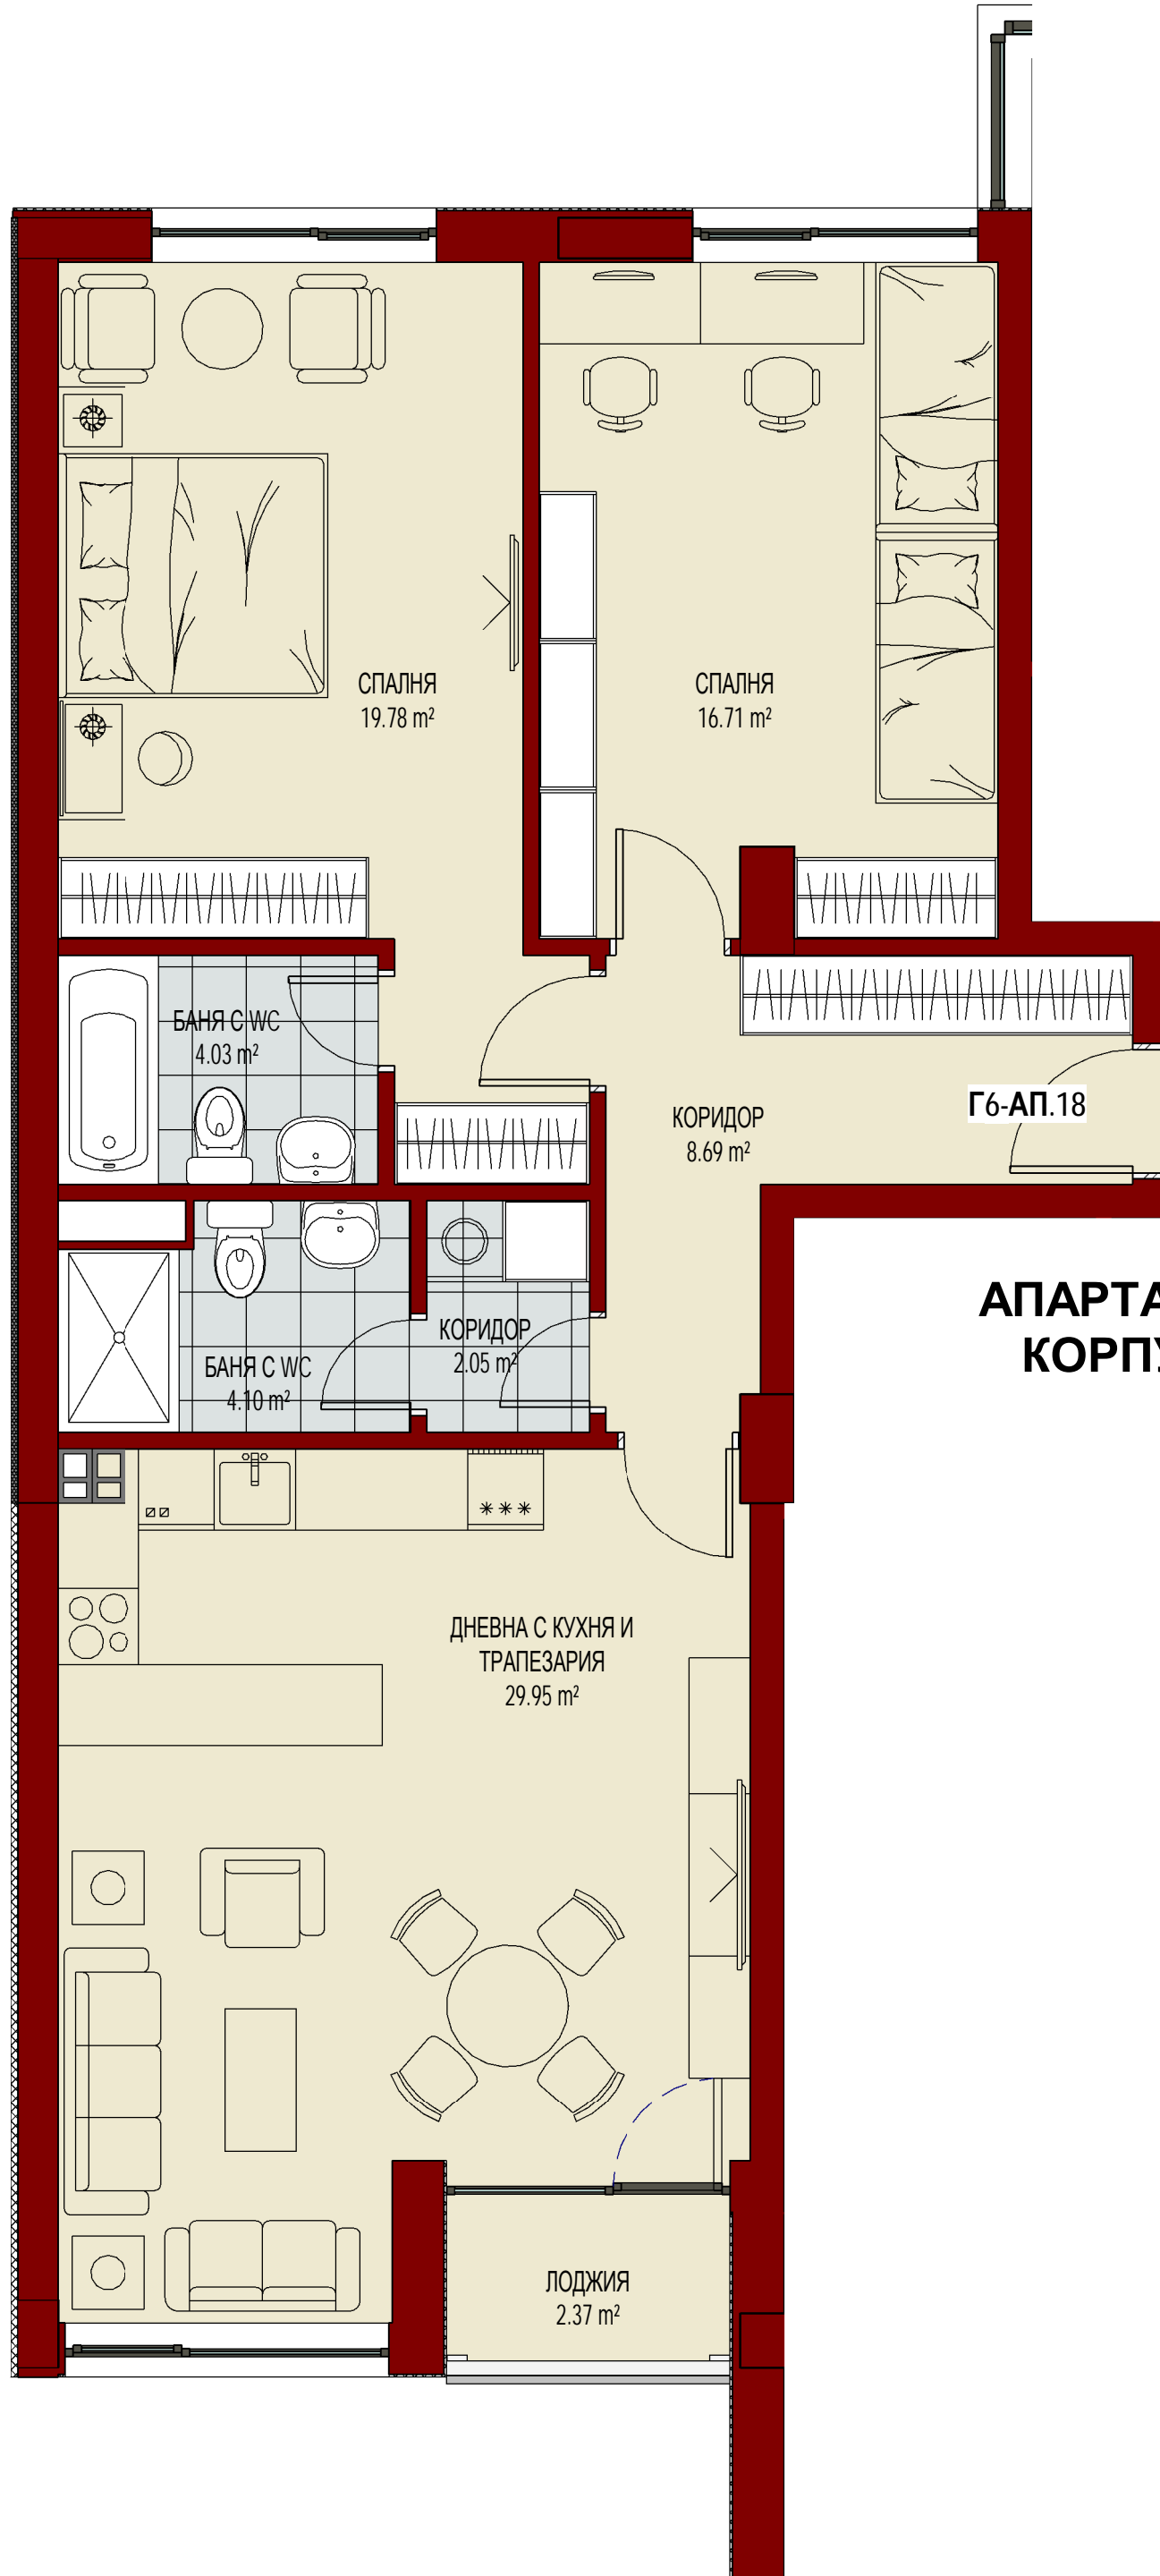 СПАЛНЯ
19.78 m²
СПАЛНЯ
16.71 m²
БАНЯ С WC
4.03 m²
КОРИДОР
8.69 m²
Г6-АП.18
КОРИДОР
2.05 m²
БАНЯ С WC
4.10 m²
АПАРТА
КОРПУ
ДНЕВНА С КУХНЯ И
ТРАПЕЗАРИЯ
29.95 m²
ЛОДЖИЯ
2.37 m²